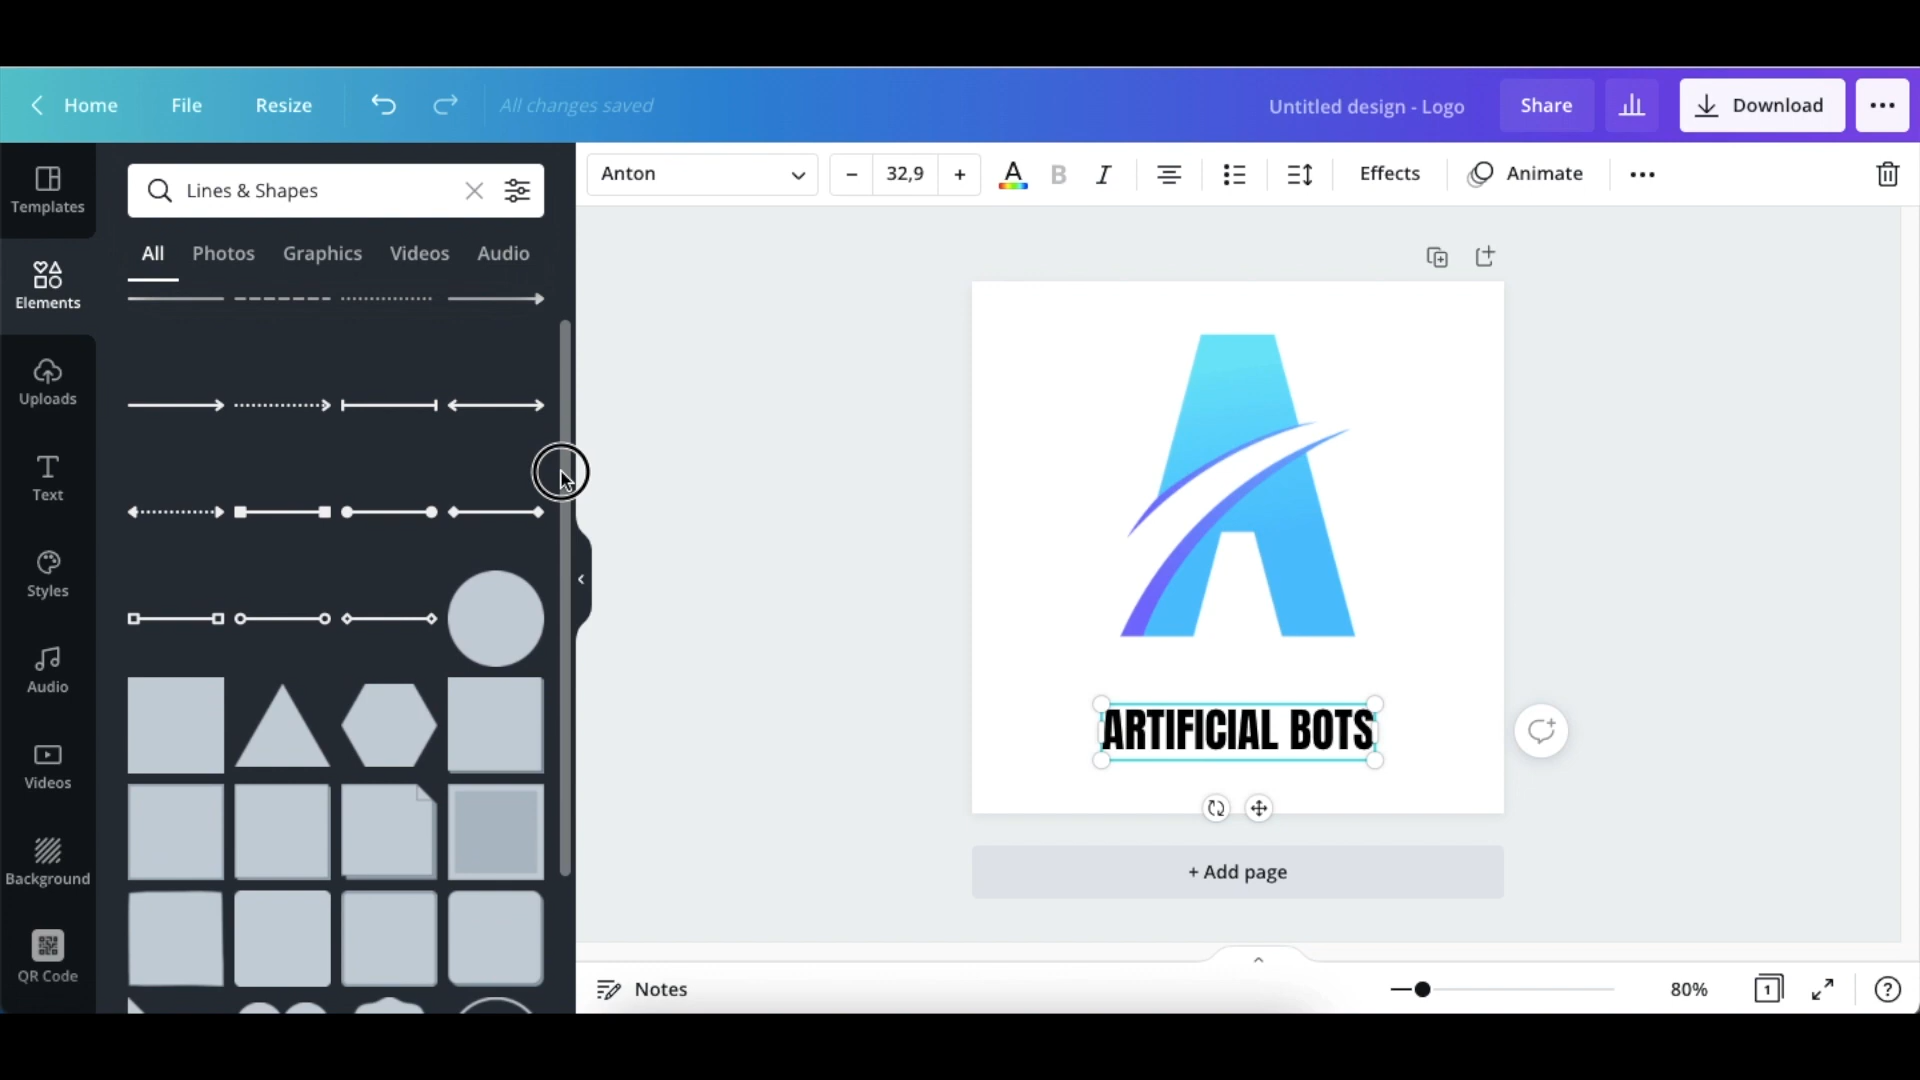 Home
File
Resize
All changes saved
Untitled design - Logo
Share
Download
Templates
Elements
Uploads
Text
Styles
Audio
Videos
Background
QR Code
Lines & Shapes
All
Photos
Graphics
Videos
Audio
Anton
32,9
A
B
I
Effects
Animate
ARTIFICIAL BOTS
+ Add page
Notes
80%
1